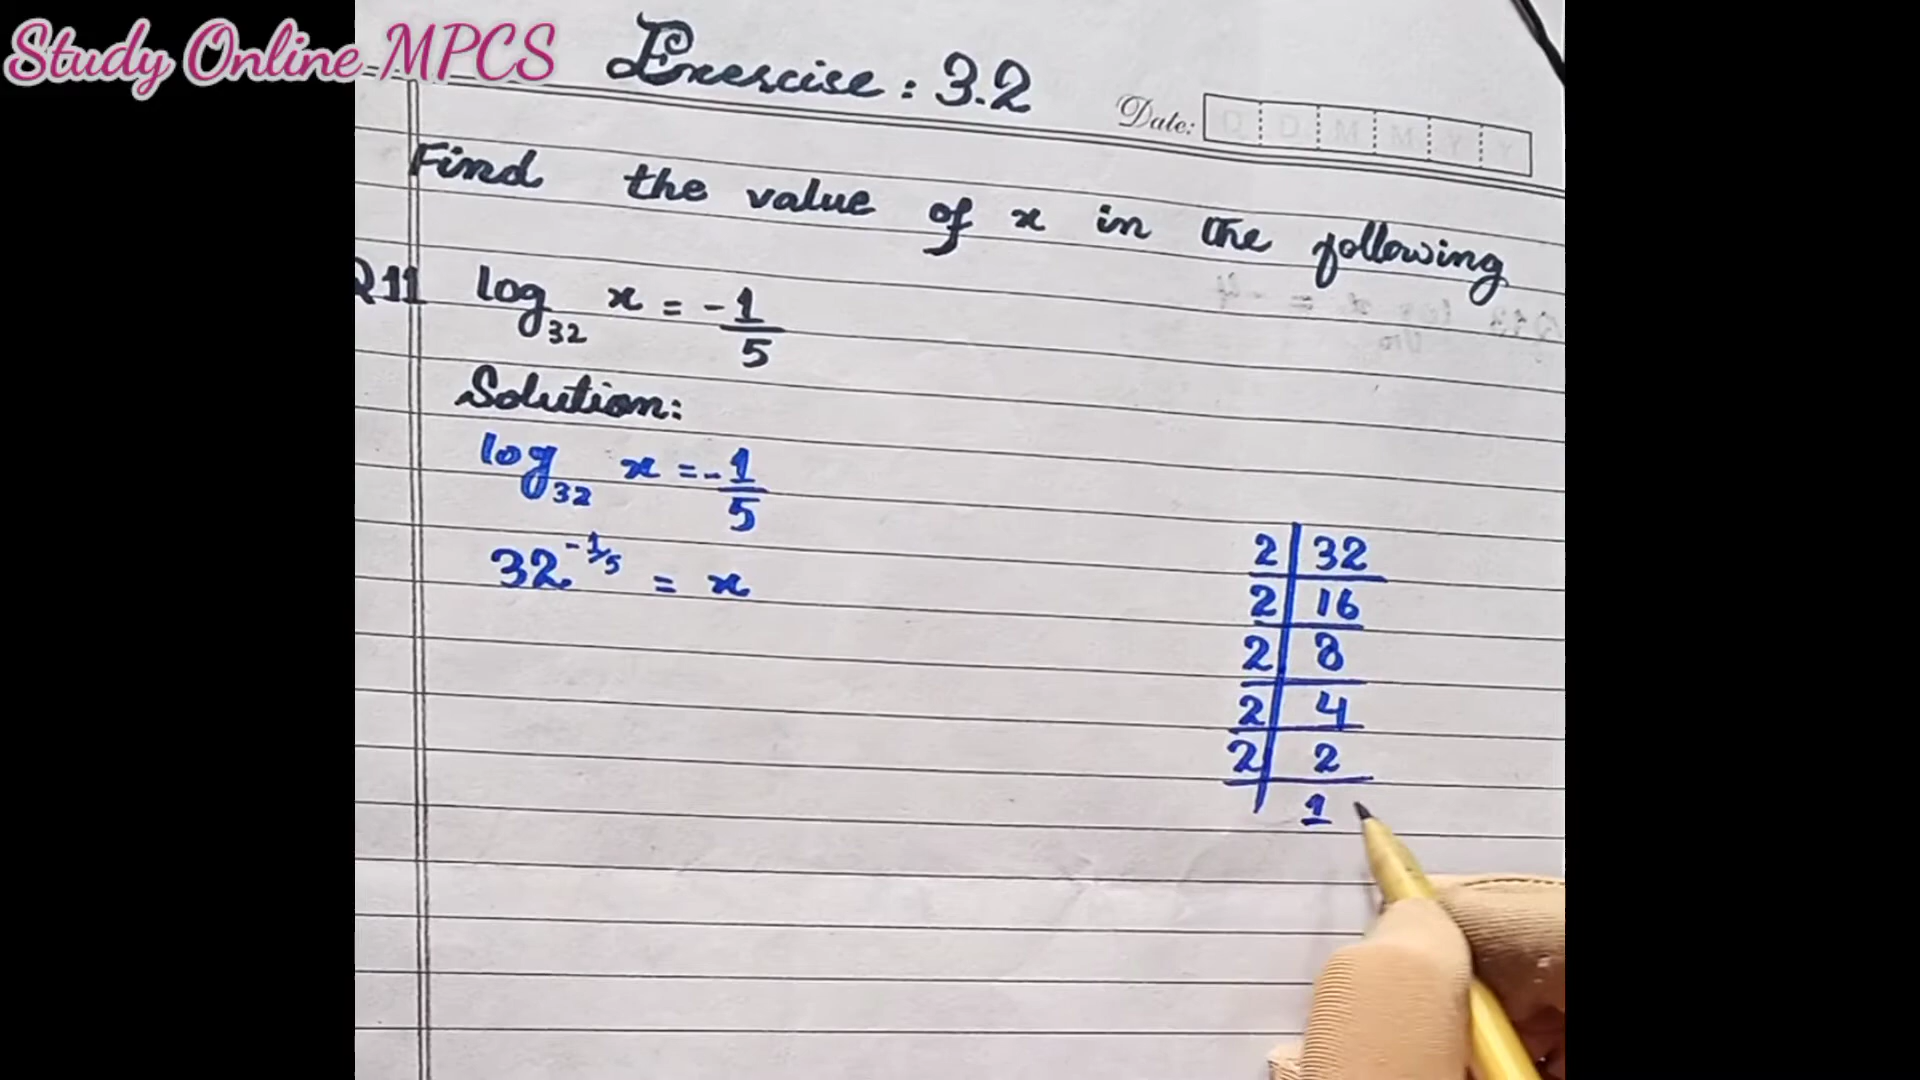 Study Online MPCS
Exercise : 3.2
Date: D D M M Y Y
Find the value of x in the following
Q11 log₃₂ x = -1/5
Solution:
log₃₂ x = -1/5
32^(-1/5) = x
2 | 32
2 | 16
2 | 8
2 | 4
2 | 2
1